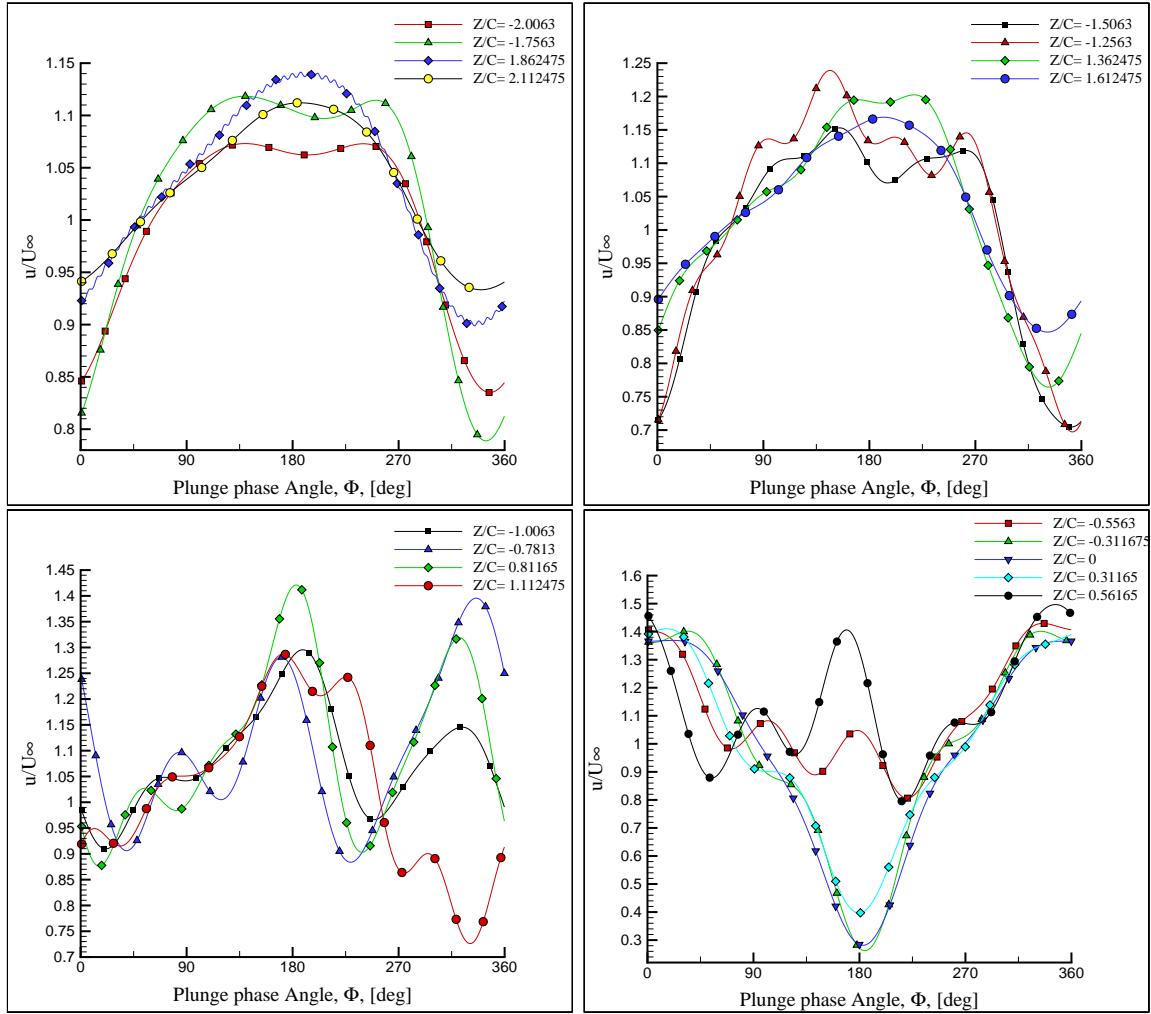 Z/C= -2.0063
Z/C= -1.7563
Z/C= 1.862475
Z/C= 2.112475
1.15
1.1
1.05
1
0.95
0.9
0.85
0.8
u/U∞
0 90 180 270 360
Plunge phase Angle, Φ, [deg]
Z/C= -1.5063
Z/C= -1.2563
Z/C= 1.362475
Z/C= 1.612475
1.25
1.2
1.15
1.1
1.05
1
0.95
0.9
0.85
0.8
0.75
0.7
u/U∞
0 90 180 270 360
Plunge phase Angle, Φ, [deg]
Z/C= -1.0063
Z/C= -0.7813
Z/C= 0.81165
Z/C= 1.112475
1.45
1.4
1.35
1.3
1.25
1.2
1.15
1.1
1.05
1
0.95
0.9
0.85
0.8
0.75
0.7
u/U∞
0 90 180 270 360
Plunge phase Angle, Φ, [deg]
Z/C= -0.5563
Z/C= -0.311675
Z/C= 0
Z/C= 0.31165
Z/C= 0.56165
1.6
1.5
1.4
1.3
1.2
1.1
1
0.9
0.8
0.7
0.6
0.5
0.4
0.3
u/U∞
0 90 180 270 360
Plunge phase Angle, Φ, [deg]